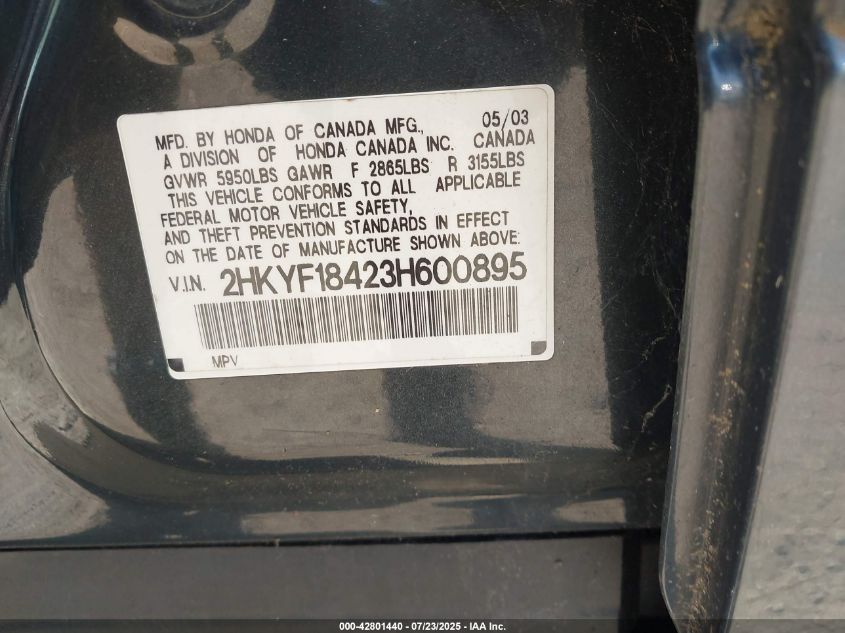 MFD. BY HONDA OF CANADA MFG., 05/03
A DIVISION OF HONDA CANADA INC. CANADA
GVWR 5950LBS GAWR F 2865LBS R 3155LBS
THIS VEHICLE CONFORMS TO ALL APPLICABLE
FEDERAL MOTOR VEHICLE SAFETY,
AND THEFT PREVENTION STANDARDS IN EFFECT
ON THE DATE OF MANUFACTURE SHOWN ABOVE:
V.I.N. 2HKYF18423H600895
MPV
000-42801440 - 07/23/2025 - IAA Inc.